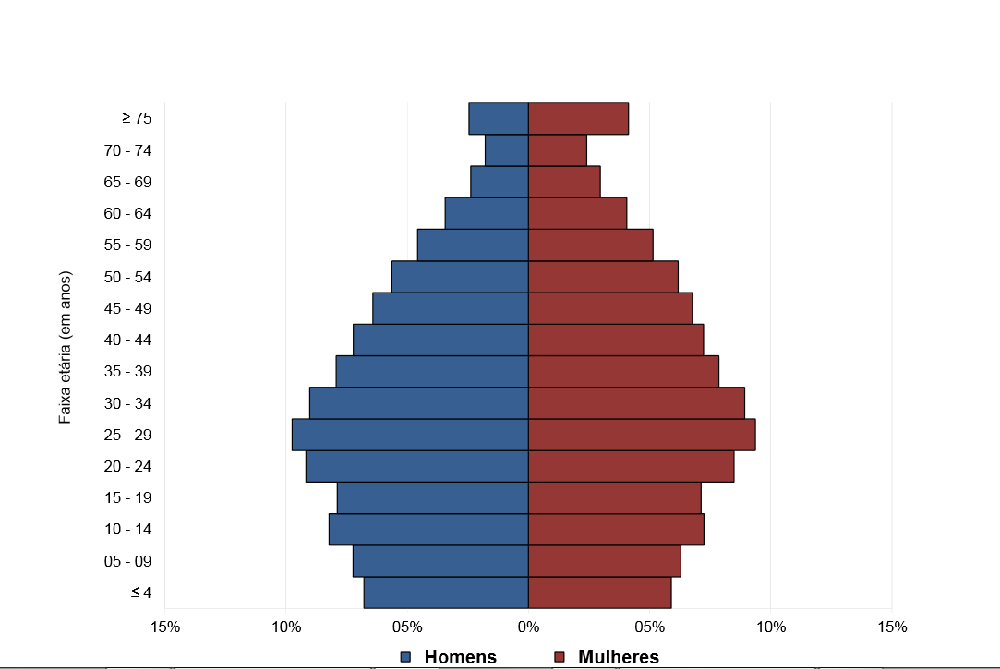 ≥ 75
70 - 74
65 - 69
60 - 64
55 - 59
50 - 54
45 - 49
40 - 44
35 - 39
30 - 34
25 - 29
20 - 24
15 - 19
10 - 14
05 - 09
≤ 4
Faixa etária (em anos)
15% 10% 05% 0% 05% 10% 15%
Homens Mulheres